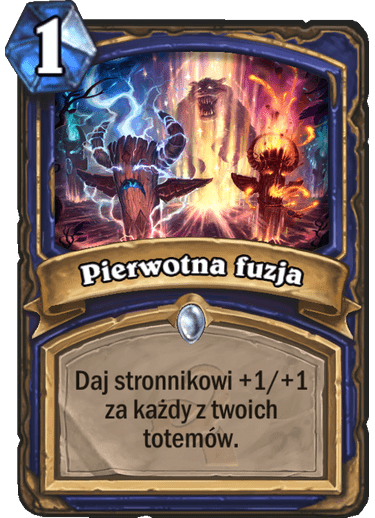 1
Pierwotna fuzja
Daj stronnikowi +1/+1
za każdy z twoich
totemów.